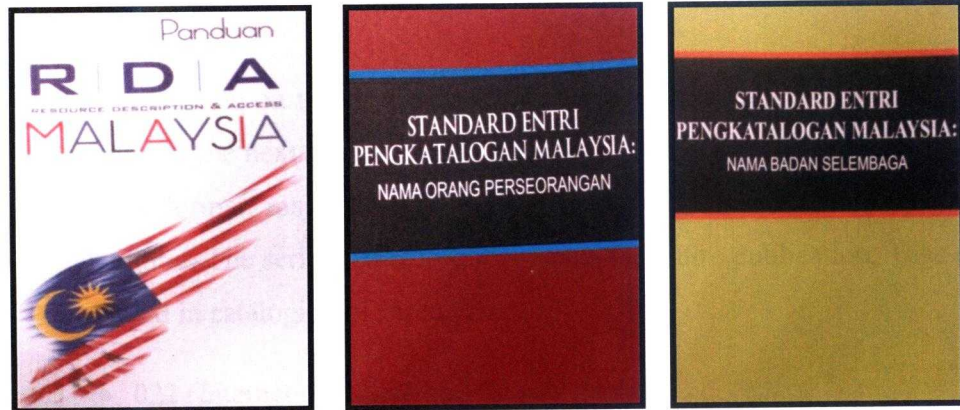 Panduan
R D A
RESOURCE DESCRIPTION & ACCESS
MALAYSIA
STANDARD ENTRI
PENGKATALOGAN MALAYSIA:
NAMA ORANG PERSEORANGAN
STANDARD ENTRI
PENGKATALOGAN MALAYSIA:
NAMA BADAN SELEMBAGA